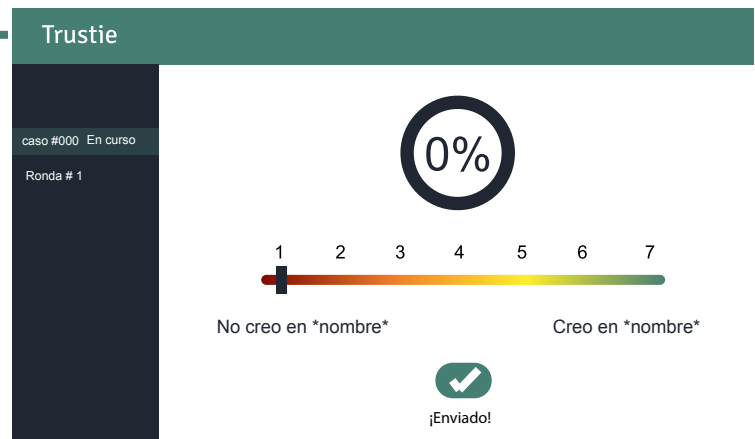 Trustie
caso #000 En curso
Ronda # 1
0%
1 2 3 4 5 6 7
No creo en *nombre* Creo en *nombre*
¡Enviado!